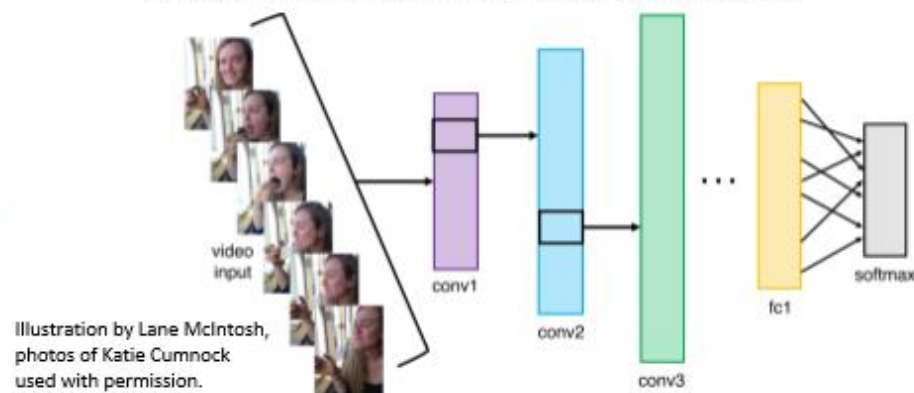 video
input
conv1
conv2
conv3
...
fc1
softmax
Illustration by Lane McIntosh,
photos of Katie Cumnock
used with permission.